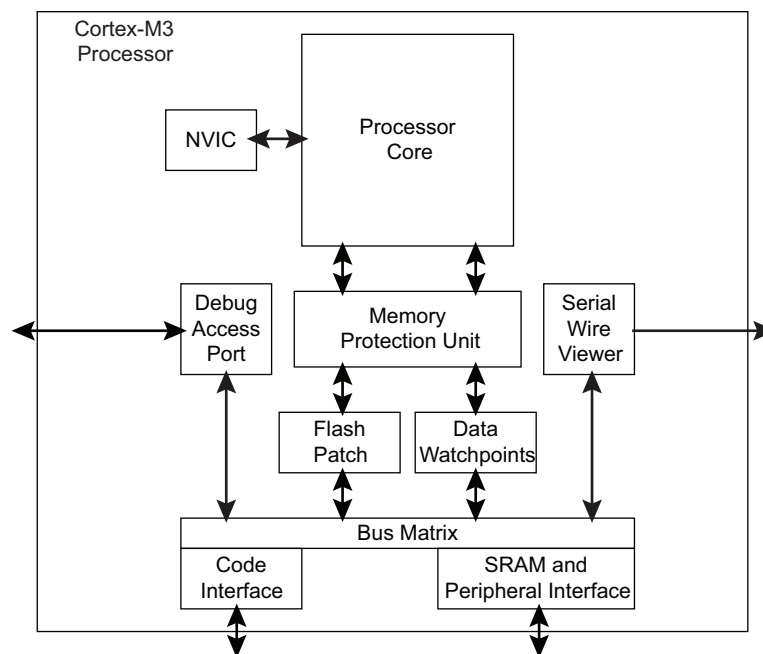 Cortex-M3
Processor
Processor
Core
NVIC
Debug
Access
Port
Memory
Protection Unit
Serial
Wire
Viewer
Flash
Patch
Data
Watchpoints
Bus Matrix
Code
Interface
SRAM and
Peripheral Interface